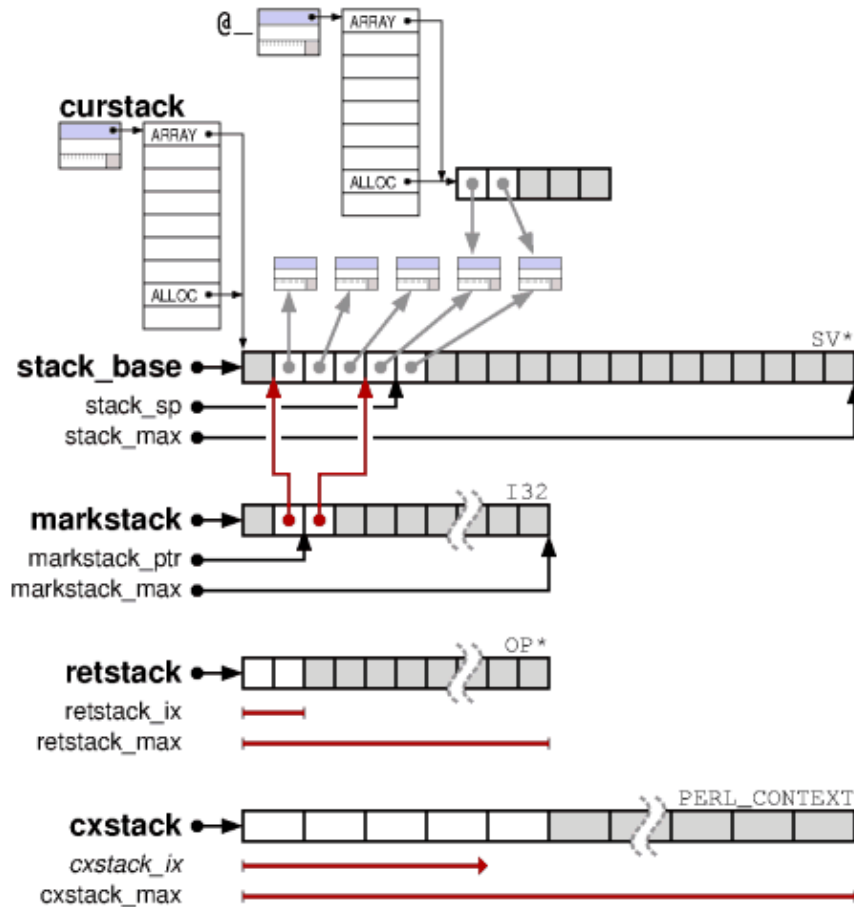 @_
ARRAY
curstack
ARRAY
ALLOC
ALLOC
SV*
stack_base
stack_sp
stack_max
I32
markstack
markstack_ptr
markstack_max
OP*
retstack
retstack_ix
retstack_max
PERL_CONTEXT
cxstack
cxstack_ix
cxstack_max